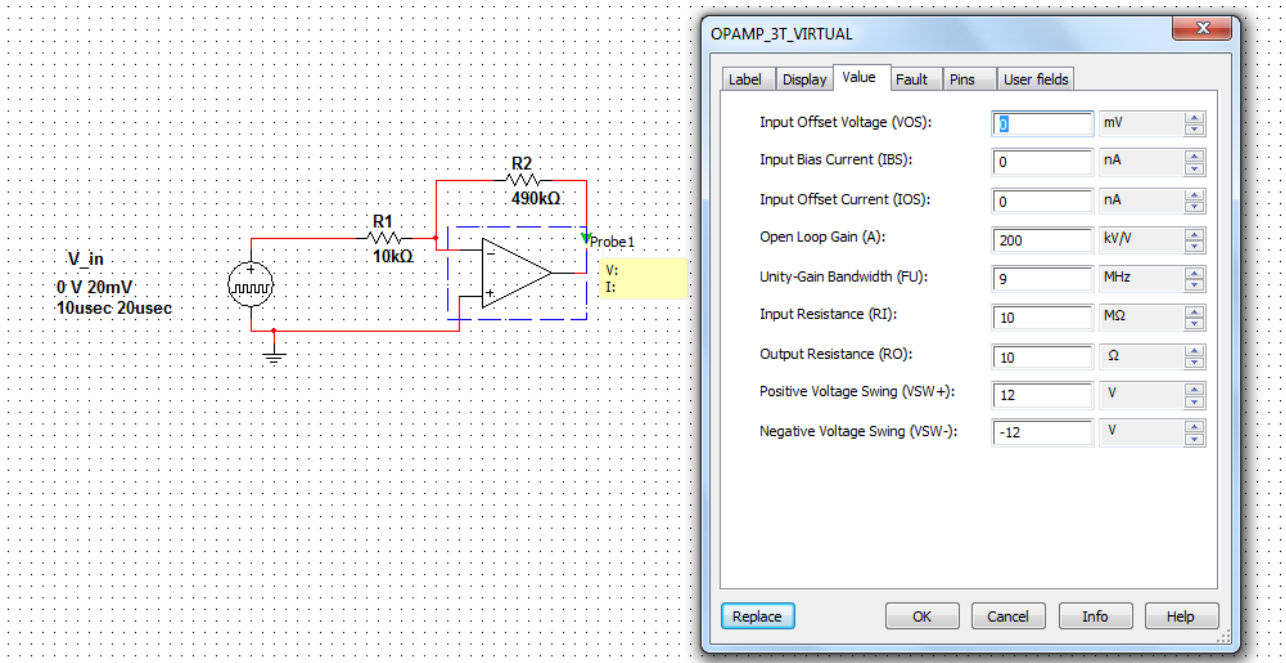 R2
490kΩ
R1
10kΩ
V_in
0 V 20mV
10usec 20usec
+
−
+
Probe1
V:
I:
OPAMP_3T_VIRTUAL
Label Display Value Fault Pins User fields
Input Offset Voltage (VOS): 0 mV
Input Bias Current (IBS): 0 nA
Input Offset Current (IOS): 0 nA
Open Loop Gain (A): 200 kV/V
Unity-Gain Bandwidth (FU): 9 MHz
Input Resistance (RI): 10 MΩ
Output Resistance (RO): 10 Ω
Positive Voltage Swing (VSW+): 12 V
Negative Voltage Swing (VSW-): -12 V
Replace OK Cancel Info Help